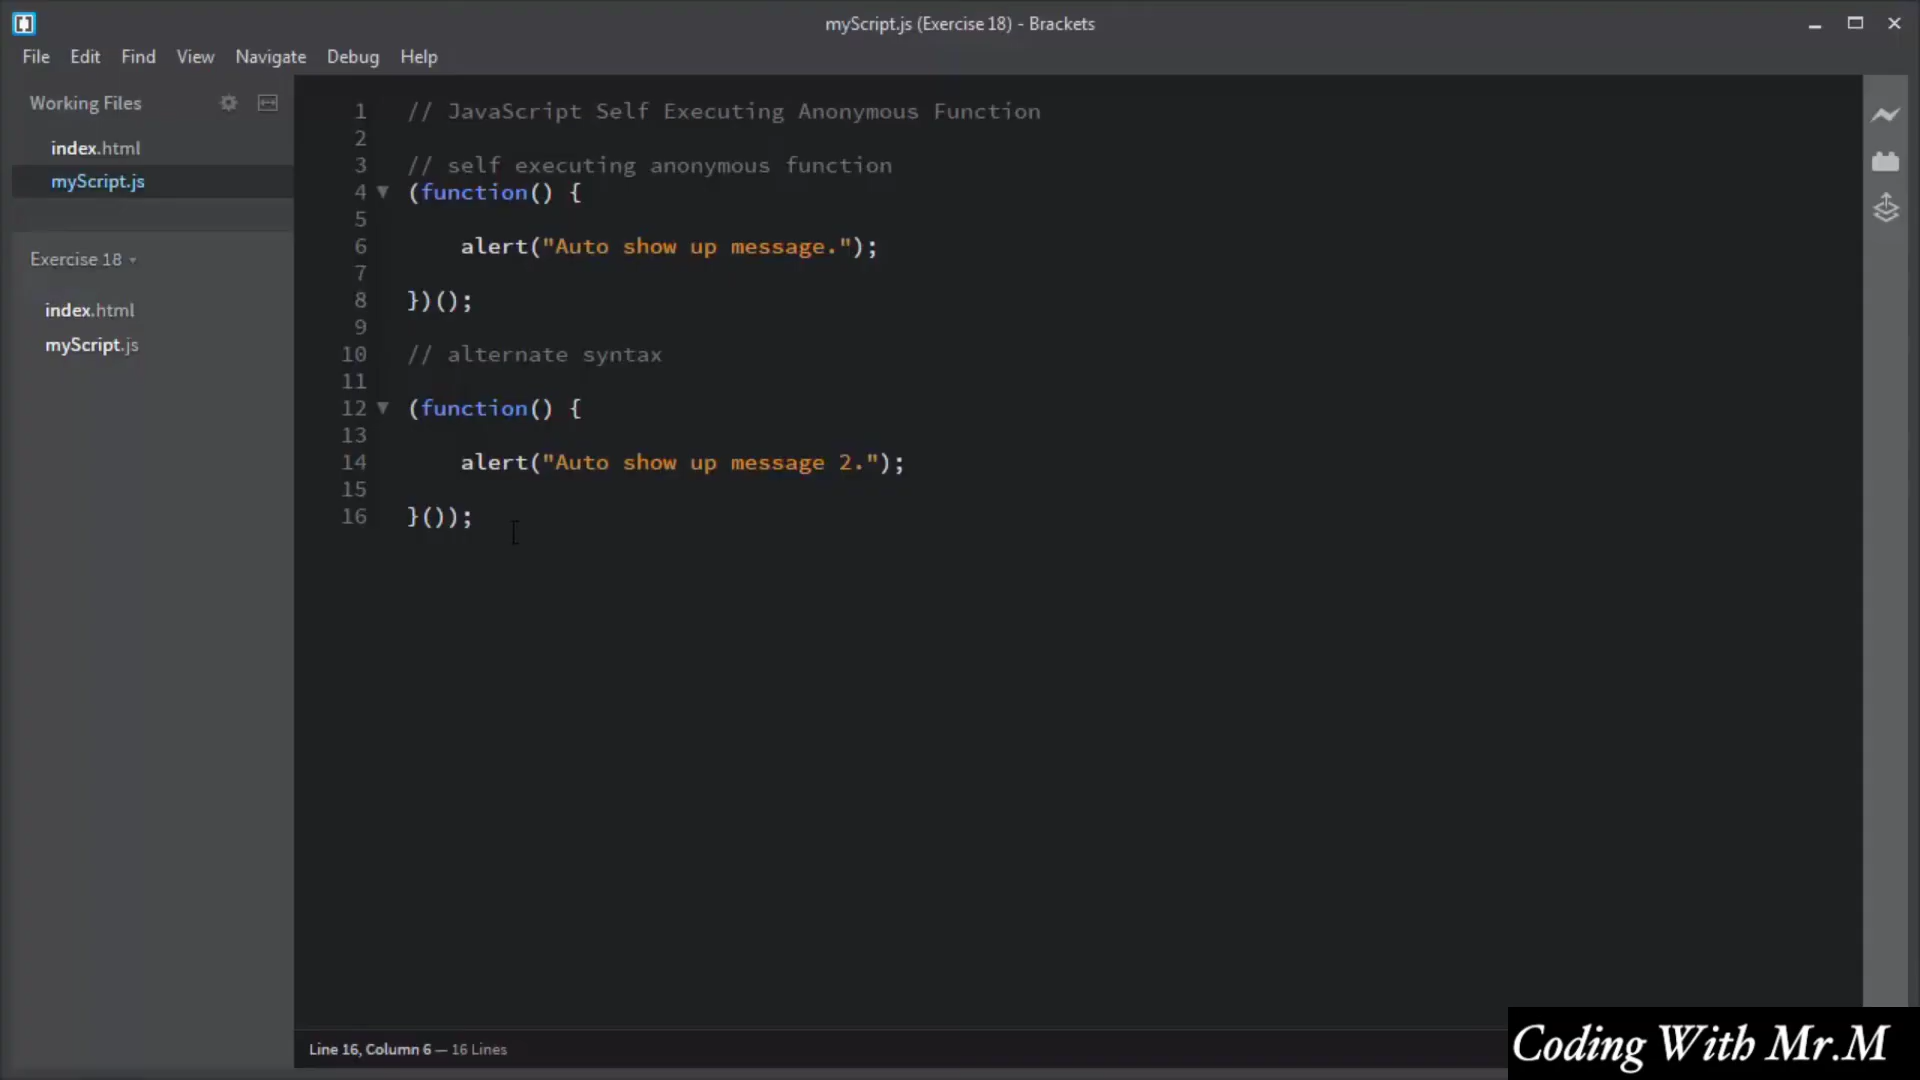 myScript.js (Exercise 18) - Brackets
File Edit Find View Navigate Debug Help
Working Files
index.html
myScript.js
Exercise 18
index.html
myScript.js
1 // JavaScript Self Executing Anonymous Function
2
3 // self executing anonymous function
4 (function() {
5
6 alert("Auto show up message.");
7
8 })();
9
10 // alternate syntax
11
12 (function() {
13
14 alert("Auto show up message 2.");
15
16 }());
Line 16, Column 6 — 16 Lines
Coding With Mr.M